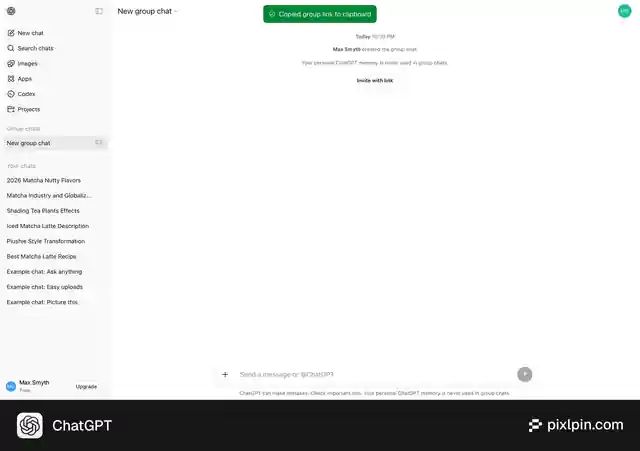 New chat
Search chats
Images
Apps
Codex
Projects
Group chats
New group chat
Your chats
2026 Matcha Nutty Flavors
Matcha Industry and Globaliz...
Shading Tea Plants Effects
Iced Matcha Latte Description
Plushie Style Transformation
Best Matcha Latte Recipe
Example chat: Ask anything
Example chat: Easy uploads
Example chat: Picture this
Max.Smyth
Free
Upgrade
New group chat
Copied group link to clipboard
Today
Max Smyth created the group chat.
Your personal ChatGPT memory is never used in group chats.
Invite with link
Send a message or @ChatGPT
ChatGPT can make mistakes. Check important info. Your personal ChatGPT memory is never used in group chats.
ChatGPT
pixlpin.com